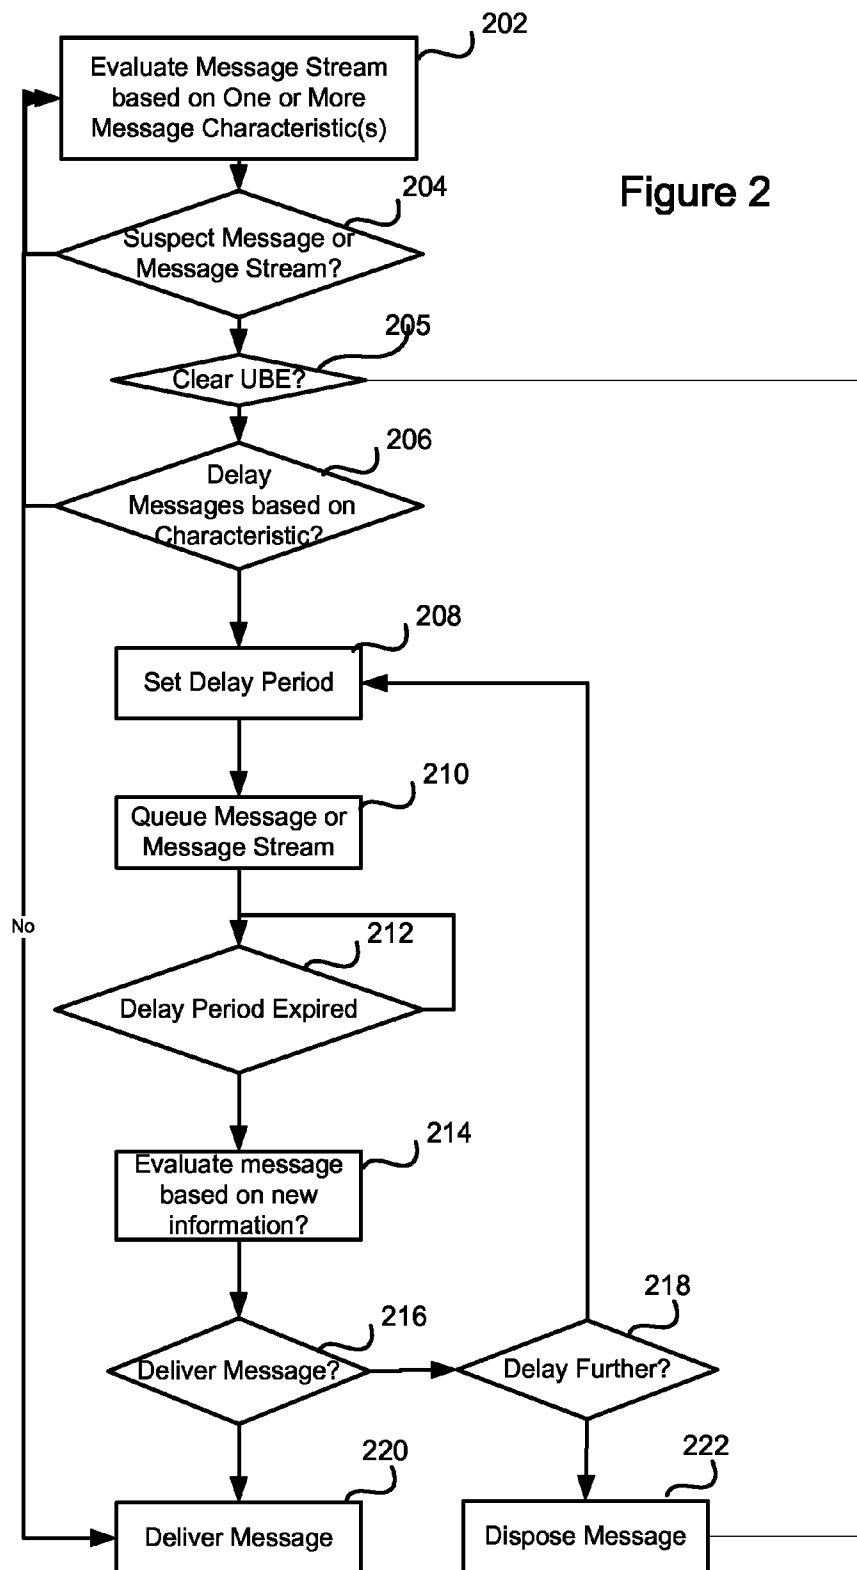 202
Evaluate Message Stream
based on One or More
Message Characteristic(s)
Figure 2
204
Suspect Message or
Message Stream?
205
Clear UBE?
206
Delay
Messages based on
Characteristic?
208
Set Delay Period
210
Queue Message or
Message Stream
No
212
Delay Period Expired
214
Evaluate message
based on new
information?
216
Deliver Message?
218
Delay Further?
220
Deliver Message
222
Dispose Message